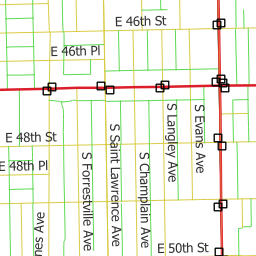 E 46th St
E 46th Pl
E 48th St
E 48th Pl
S Forrestville Ave
S Saint Lawrence Ave
S Champlain Ave
S Langley Ave
S Evans Ave
Ave
E 50th St